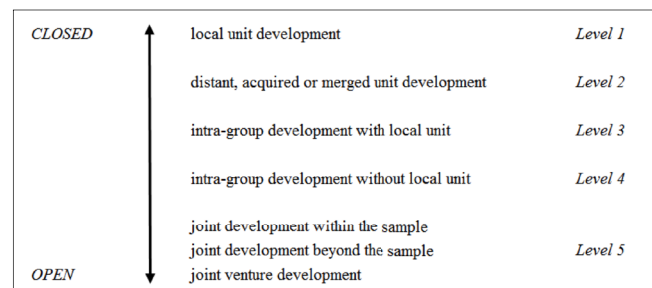 CLOSED local unit development Level 1
distant, acquired or merged unit development Level 2
intra-group development with local unit Level 3
intra-group development without local unit Level 4
joint development within the sample
joint development beyond the sample Level 5
OPEN joint venture development